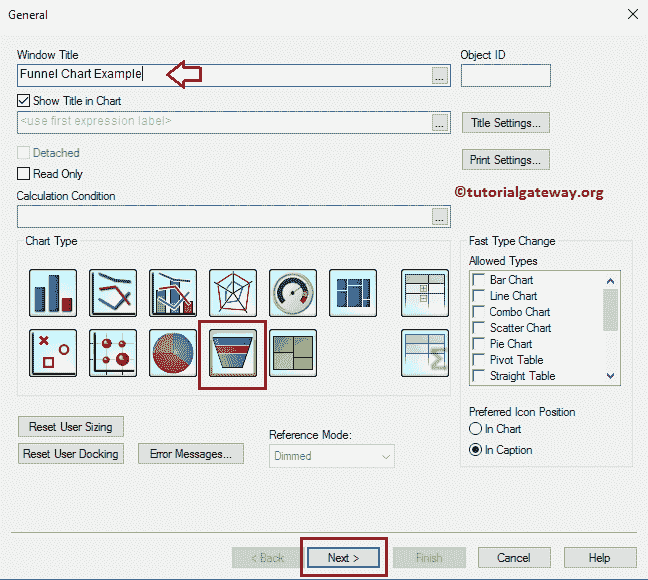 General
Window Title
Object ID
Funnel Chart Example
...
Show Title in Chart
<use first expression label>
...
Title Settings...
Detached
Print Settings...
Read Only
Calculation Condition
©tutorialgateway.org
...
Chart Type
Fast Type Change
Allowed Types
Bar Chart
Line Chart
Combo Chart
Scatter Chart
Pie Chart
Pivot Table
Straight Table
Preferred Icon Position
In Chart
In Caption
Reset User Sizing
Reset User Docking
Error Messages...
Reference Mode:
Dimmed
< Back
Next >
Finish
Cancel
Help